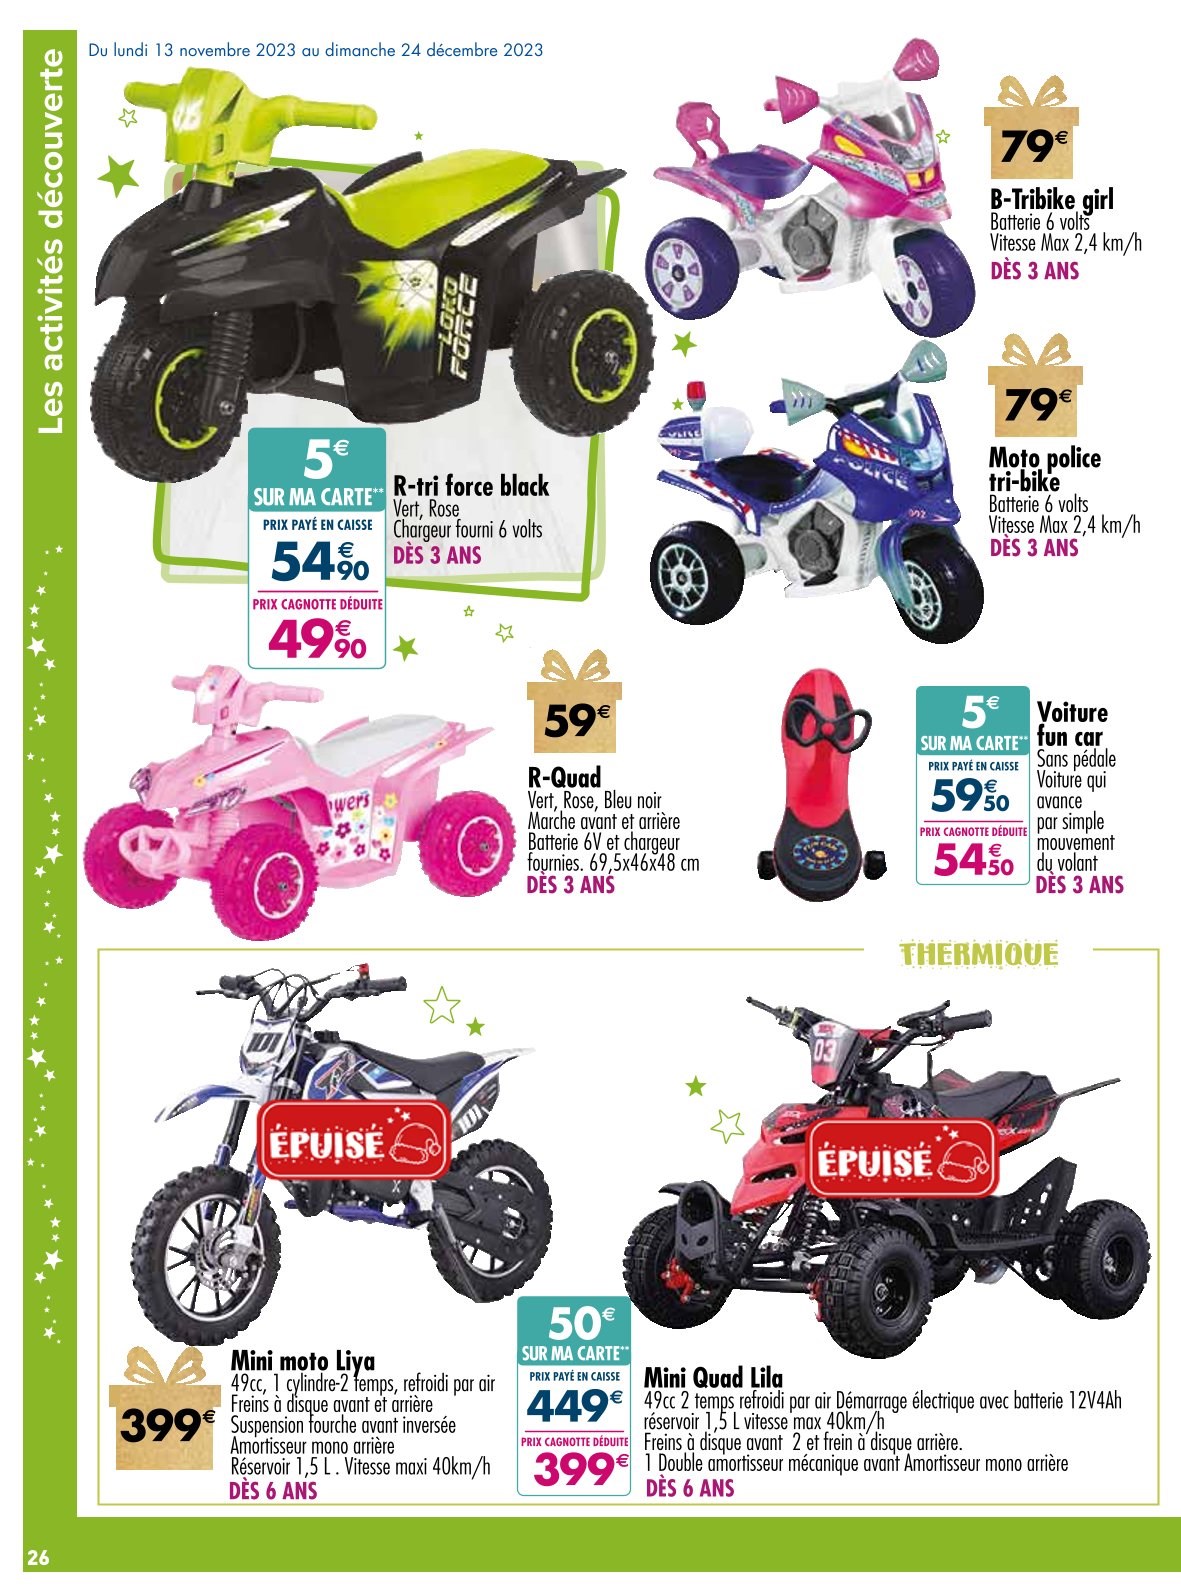 Du lundi 13 novembre 2023 au dimanche 24 décembre 2023
Les activités découverte
LOKO
FORCE
5€
SUR MA CARTE**
PRIX PAYÉ EN CAISSE
54€90
PRIX CAGNOTTE DÉDUITE
49€90
R-tri force black
Vert, Rose
Chargeur fourni 6 volts
DÈS 3 ANS
79€
B-Tribike girl
Batterie 6 volts
Vitesse Max 2,4 km/h
DÈS 3 ANS
POLICE
79€
Moto police
tri-bike
Batterie 6 volts
Vitesse Max 2,4 km/h
DÈS 3 ANS
59€
R-Quad
Vert, Rose, Bleu noir
Marche avant et arrière
Batterie 6V et chargeur
fournies. 69,5x46x48 cm
DÈS 3 ANS
5€
SUR MA CARTE**
PRIX PAYÉ EN CAISSE
59€50
PRIX CAGNOTTE DÉDUITE
54€50
Voiture
fun car
Sans pédale
Voiture qui
avance
par simple
mouvement
du volant
DÈS 3 ANS
THERMIQUE
101
ÉPUISÉ
101
03
ÉPUISÉ
399€
Mini moto Liya
49cc, 1 cylindre-2 temps, refroidi par air
Freins à disque avant et arrière
Suspension fourche avant inversée
Amortisseur mono arrière
Réservoir 1,5 L . Vitesse maxi 40km/h
DÈS 6 ANS
50€
SUR MA CARTE**
PRIX PAYÉ EN CAISSE
449€
PRIX CAGNOTTE DÉDUITE
399€
Mini Quad Lila
49cc 2 temps refroidi par air Démarrage électrique avec batterie 12V4Ah
réservoir 1,5 L vitesse max 40km/h
Freins à disque avant 2 et frein à disque arrière.
1 Double amortisseur mécanique avant Amortisseur mono arrière
DÈS 6 ANS
26